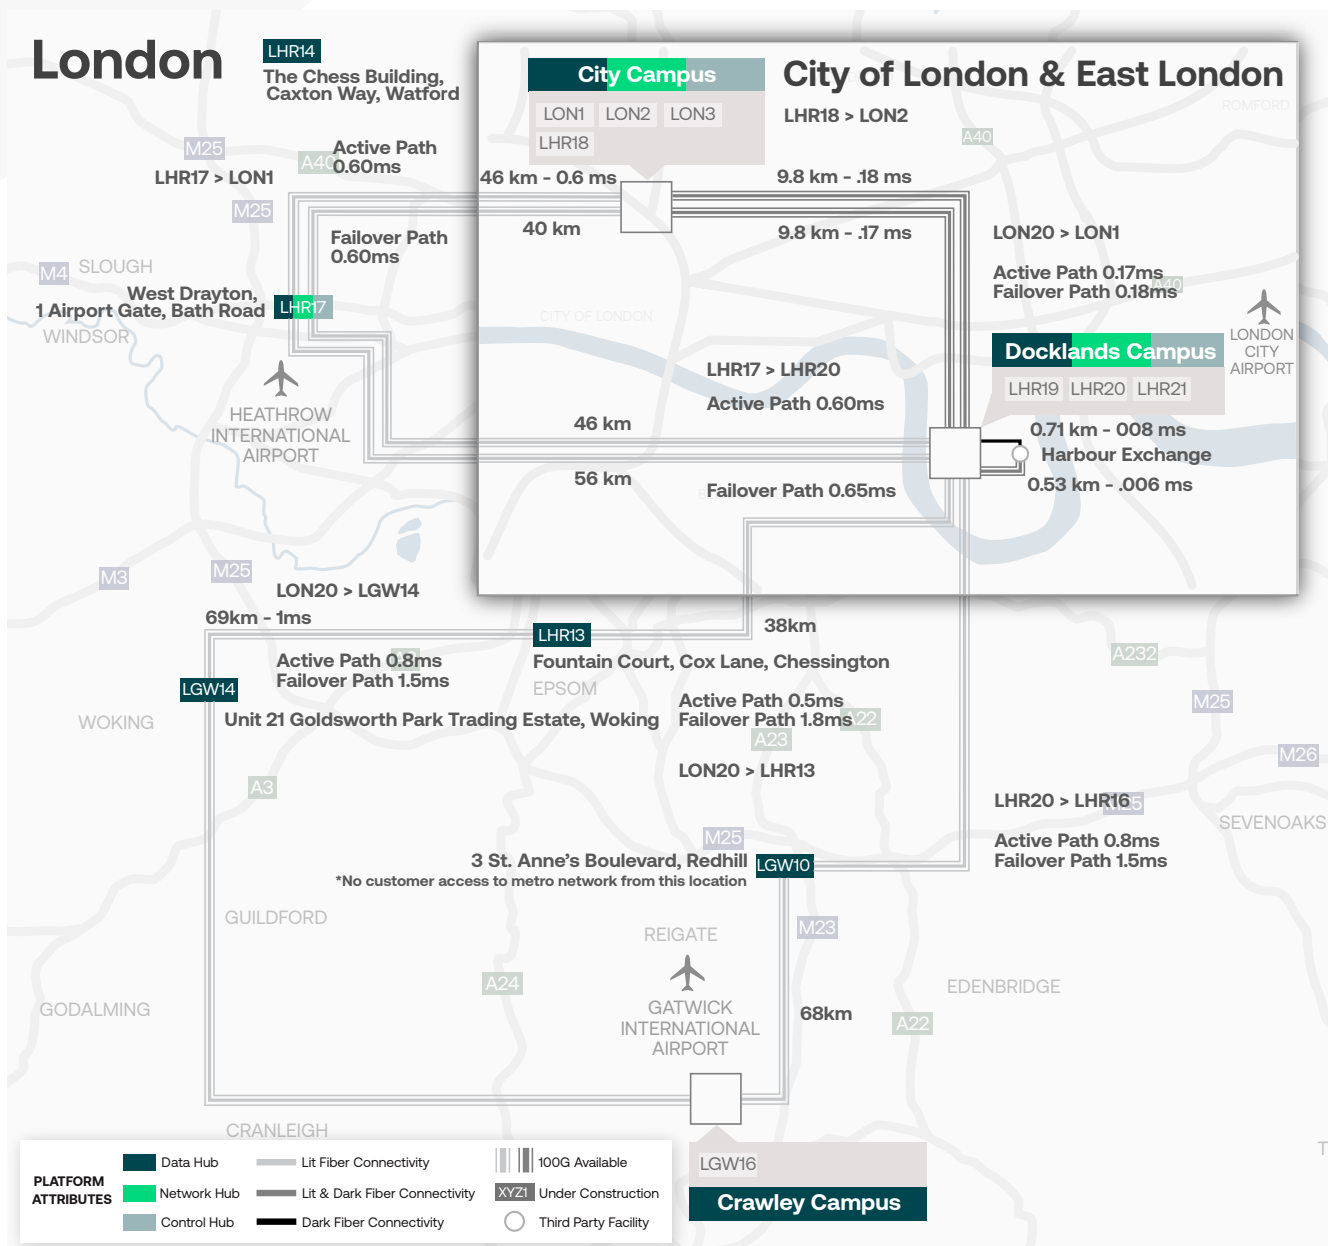 London
LHR14
The Chess Building,
Caxton Way, Watford
City Campus
LON1 LON2 LON3
LHR18
City of London & East London
LHR18 > LON2
ROMFORD
A40
M25
A40
Active Path
0.60ms
LHR17 > LON1
M25
46 km - 0.6 ms
9.8 km - .18 ms
40 km
9.8 km - .17 ms
Failover Path
0.60ms
LON20 > LON1
Active Path 0.17ms
Failover Path 0.18ms
A40
M4
SLOUGH
West Drayton,
1 Airport Gate, Bath Road
LHR17
WINDSOR
CITY OF LONDON
LONDON
CITY
AIRPORT
Docklands Campus
LHR19 LHR20 LHR21
LHR17 > LHR20
Active Path 0.60ms
HEATHROW
INTERNATIONAL
AIRPORT
46 km
56 km
Failover Path 0.65ms
0.71 km - 008 ms
Harbour Exchange
0.53 km - .006 ms
M3
M25
LON20 > LGW14
69km - 1ms
Active Path 0.8ms
Failover Path 1.5ms
LHR13
38km
Fountain Court, Cox Lane, Chessington
EPSOM
A232
LGW14
WOKING
Unit 21 Goldsworth Park Trading Estate, Woking
Active Path 0.5ms
Failover Path 1.8ms
A22
A23
LON20 > LHR13
M25
M26
A3
LHR20 > LHR16
M25
SEVENOAKS
Active Path 0.8ms
Failover Path 1.5ms
M25
3 St. Anne’s Boulevard, Redhill
LGW10
*No customer access to metro network from this location
GUILDFORD
REIGATE
M23
A24
EDENBRIDGE
GODALMING
GATWICK
INTERNATIONAL
AIRPORT
68km
A22
CRANLEIGH
LGW16
Crawley Campus
PLATFORM
ATTRIBUTES
Data Hub
Network Hub
Control Hub
Lit Fiber Connectivity
Lit & Dark Fiber Connectivity
Dark Fiber Connectivity
100G Available
XYZ1 Under Construction
Third Party Facility
T